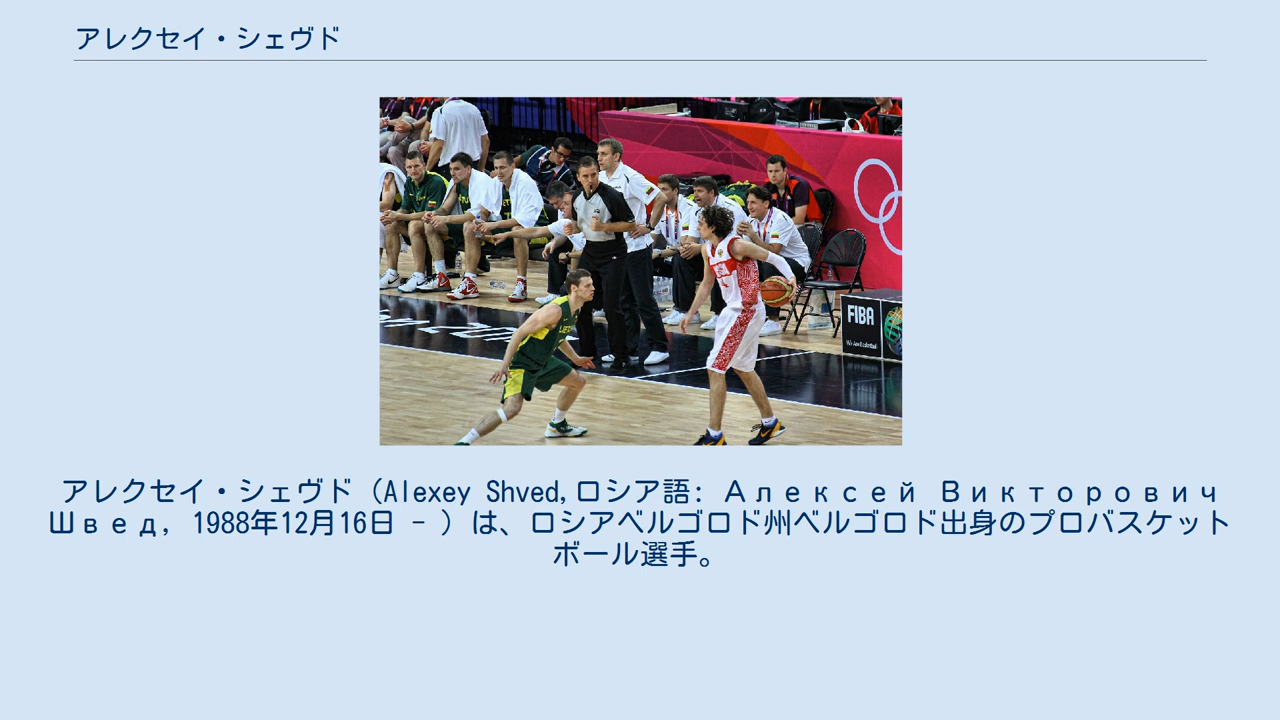 アレクセイ・シェヴド
FIBA
We Are Basketball
アレクセイ・シェヴド（Alexey Shved,ロシア語: Алексей Викторович
Швед, 1988年12月16日 - ）は、ロシアベルゴロド州ベルゴロド出身のプロバスケット
ボール選手。